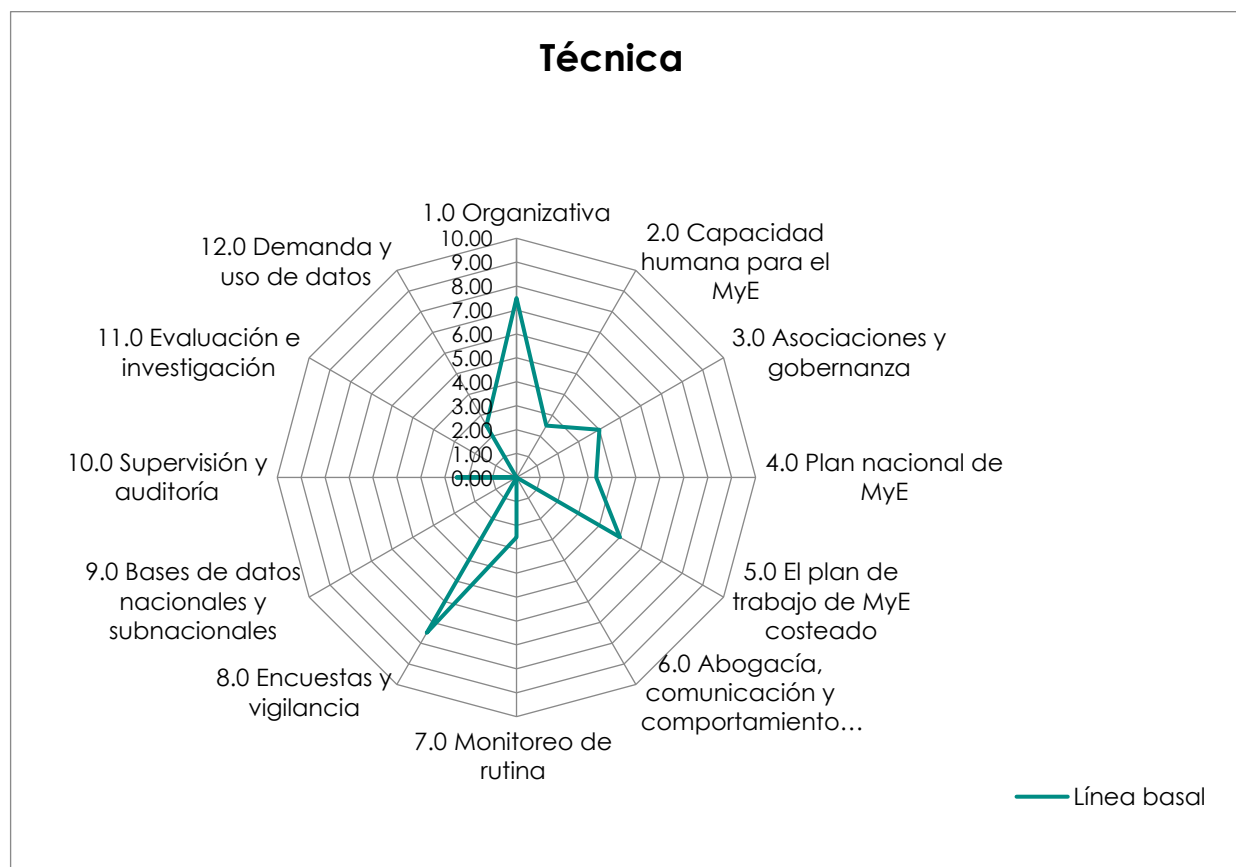 Técnica
1.0 Organizativa
10.00
9.00
8.00
7.00
6.00
5.00
4.00
3.00
2.00
1.00
0.00
2.0 Capacidad
humana para el
MyE
3.0 Asociaciones y
gobernanza
4.0 Plan nacional de
MyE
5.0 El plan de
trabajo de MyE
costeado
6.0 Abogacía,
comunicación y
comportamiento…
7.0 Monitoreo de
rutina
8.0 Encuestas y
vigilancia
9.0 Bases de datos
nacionales y
subnacionales
10.0 Supervisión y
auditoría
11.0 Evaluación e
investigación
12.0 Demanda y
uso de datos
Línea basal